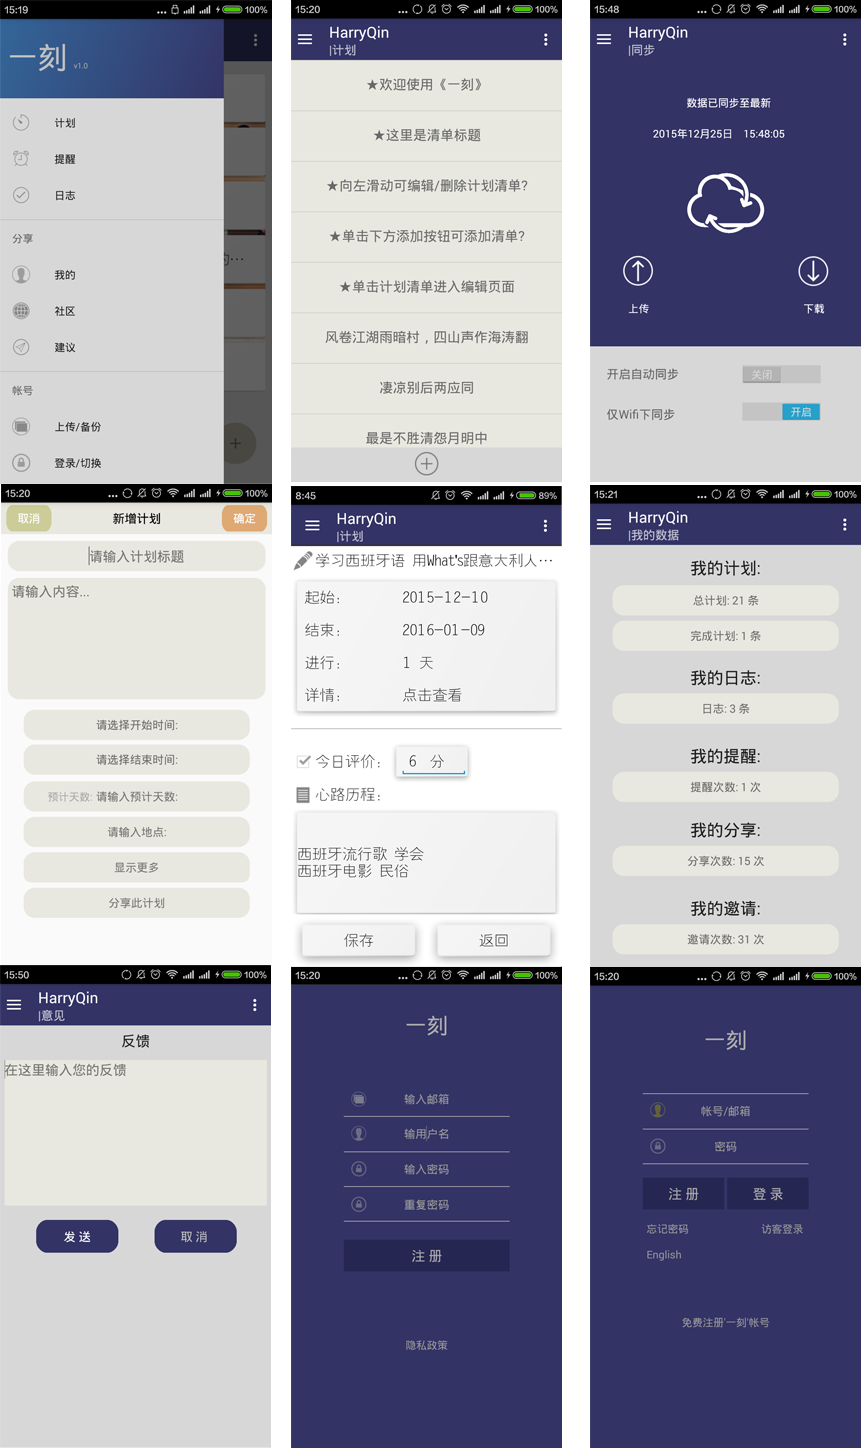 15:19
100%
一刻 v1.0
计划
提醒
日志
分享
我的
社区
建议
帐号
上传/备份
登录/切换
15:20
100%
HarryQin
|计划
★欢迎使用《一刻》
★这里是清单标题
★向左滑动可编辑/删除计划清单?
★单击下方添加按钮可添加清单?
★单击计划清单进入编辑页面
风卷江湖雨暗村，四山声作海涛翻
凄凉别后两应同
最是不胜清怨月明中
15:48
100%
HarryQin
|同步
数据已同步至最新
2015年12月25日 15:48:05
上传
下载
开启自动同步
关闭
仅Wifi下同步
开启
15:20
100%
取消
新增计划
确定
请输入计划标题
请输入内容...
请选择开始时间:
请选择结束时间:
预计天数: 请输入预计天数:
请输入地点:
显示更多
分享此计划
8:45
89%
HarryQin
|计划
学习西班牙语 用What's跟意大利人…
起始: 2015-12-10
结束: 2016-01-09
进行: 1 天
详情: 点击查看
今日评价: 6 分
心路历程:
西班牙流行歌 学会
西班牙电影 民俗
保存
返回
15:21
100%
HarryQin
|我的数据
我的计划:
总计划: 21 条
完成计划: 1 条
我的日志:
日志: 3 条
我的提醒:
提醒次数: 1 次
我的分享:
分享次数: 15 次
我的邀请:
邀请次数: 31 次
15:50
100%
HarryQin
|意见
反馈
在这里输入您的反馈
发 送
取 消
15:20
100%
一刻
输入邮箱
输用户名
输入密码
重复密码
注 册
隐私政策
15:20
100%
一刻
帐号/邮箱
密码
注 册
登 录
忘记密码
访客登录
English
免费注册'一刻'帐号